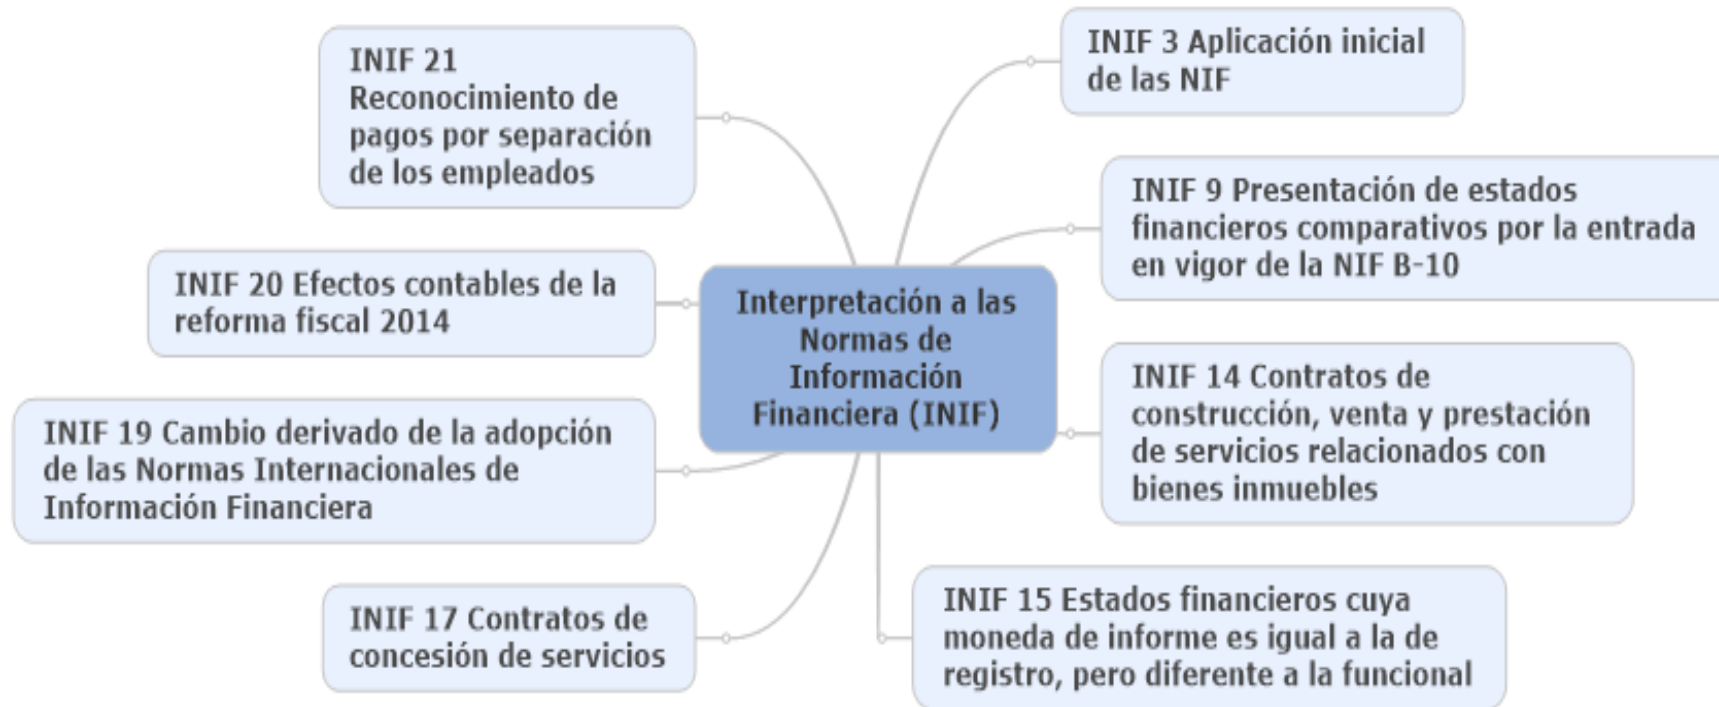 INIF 21
Reconocimiento de
pagos por separación
de los empleados
INIF 3 Aplicación inicial
de las NIF
INIF 9 Presentación de estados
financieros comparativos por la entrada
en vigor de la NIF B-10
INIF 20 Efectos contables de la
reforma fiscal 2014
Interpretación a las
Normas de
Información
Financiera (INIF)
INIF 14 Contratos de
construcción, venta y prestación
de servicios relacionados con
bienes inmuebles
INIF 19 Cambio derivado de la adopción
de las Normas Internacionales de
Información Financiera
INIF 17 Contratos de
concesión de servicios
INIF 15 Estados financieros cuya
moneda de informe es igual a la de
registro, pero diferente a la funcional